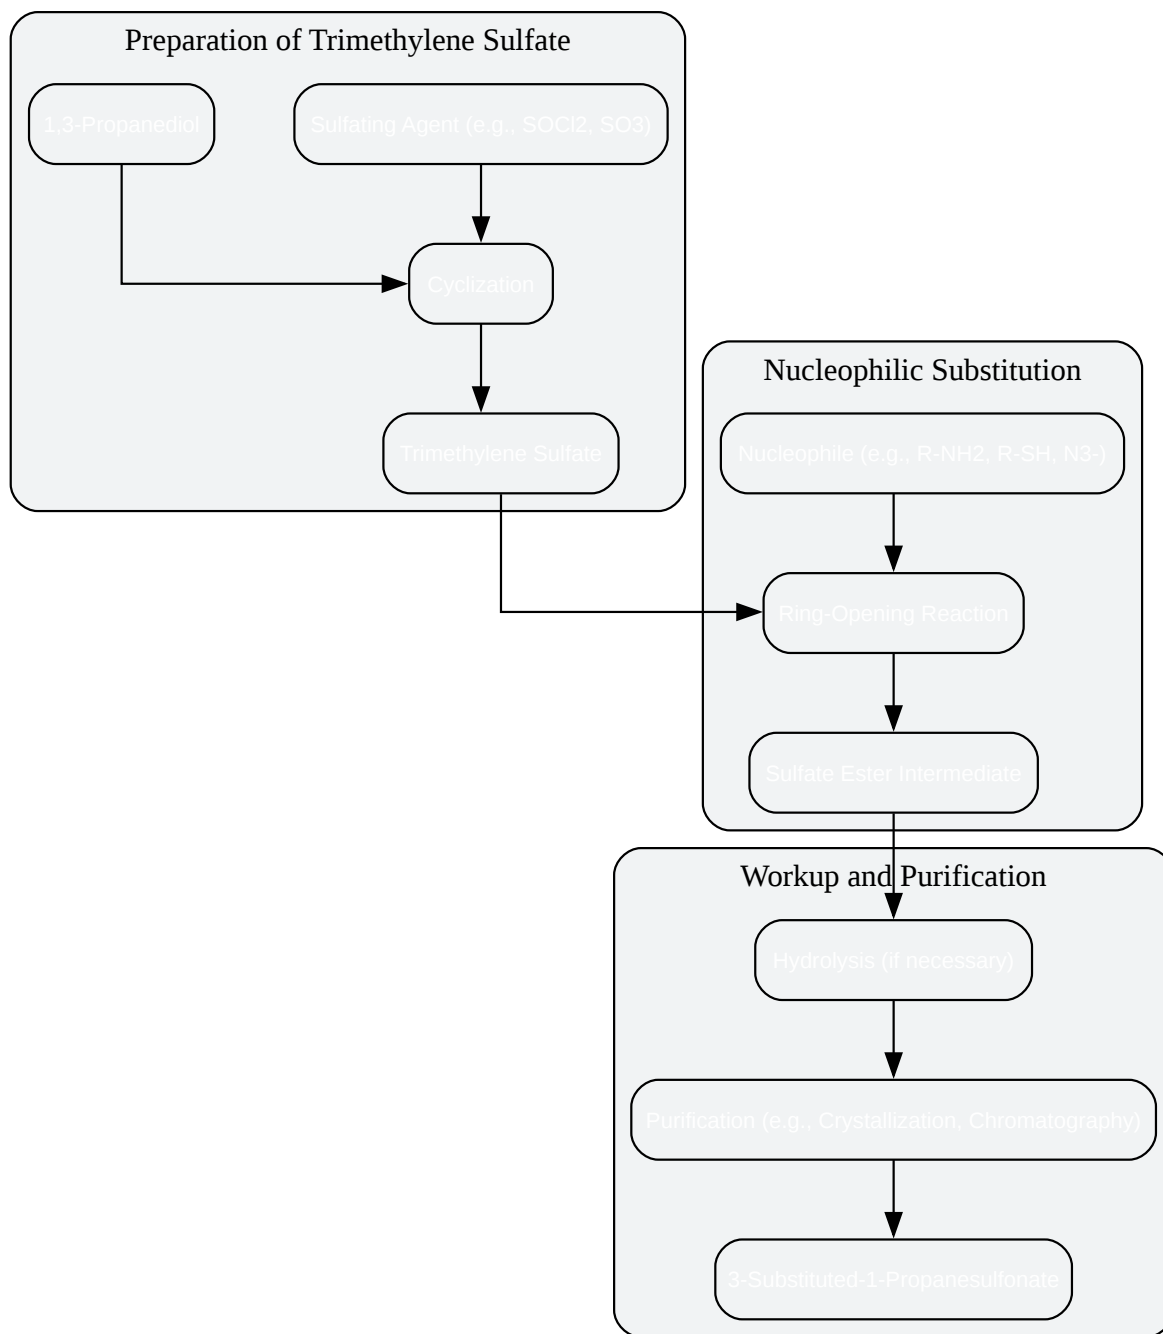 Preparation of Trimethylene Sulfate
1,3-Propanediol
Sulfating Agent (e.g., SOCl2, SO3)
Cyclization
Trimethylene Sulfate
Nucleophilic Substitution
Nucleophile (e.g., R-NH2, R-SH, N3-)
Ring-Opening Reaction
Sulfate Ester Intermediate
Workup and Purification
Hydrolysis (if necessary)
Purification (e.g., Crystallization, Chromatography)
3-Substituted-1-Propanesulfonate